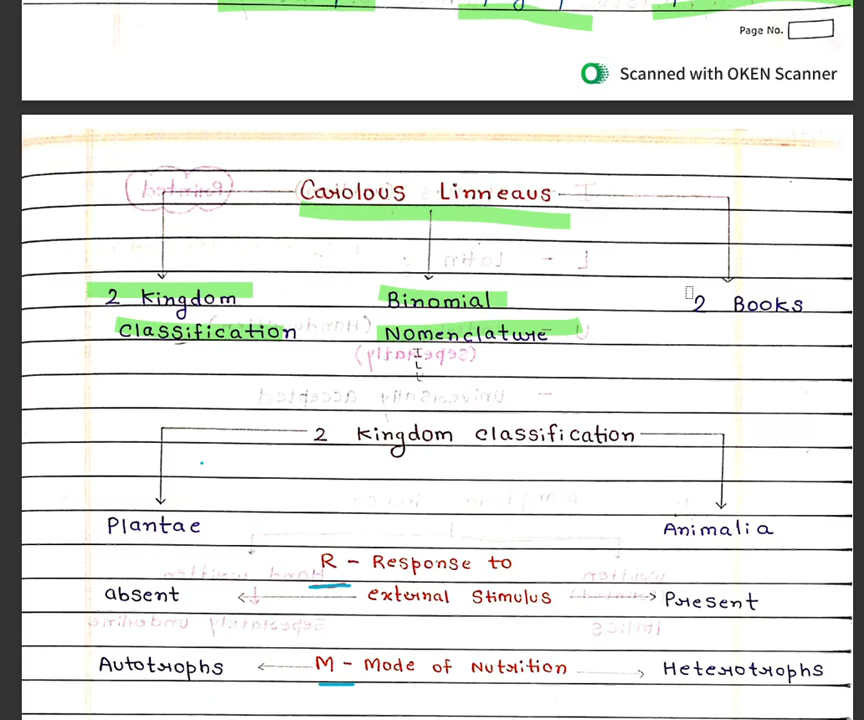 Page No.
Scanned with OKEN Scanner
Carolous Linneaus
2 Kingdom Binomial 2 Books
classification Nomenclature
I
L
U
2 Kingdom classification
Plantae Animalia
R - Response to
absent external Stimulus Present
Autotrophs M - Mode of Nutrition Heterotrophs